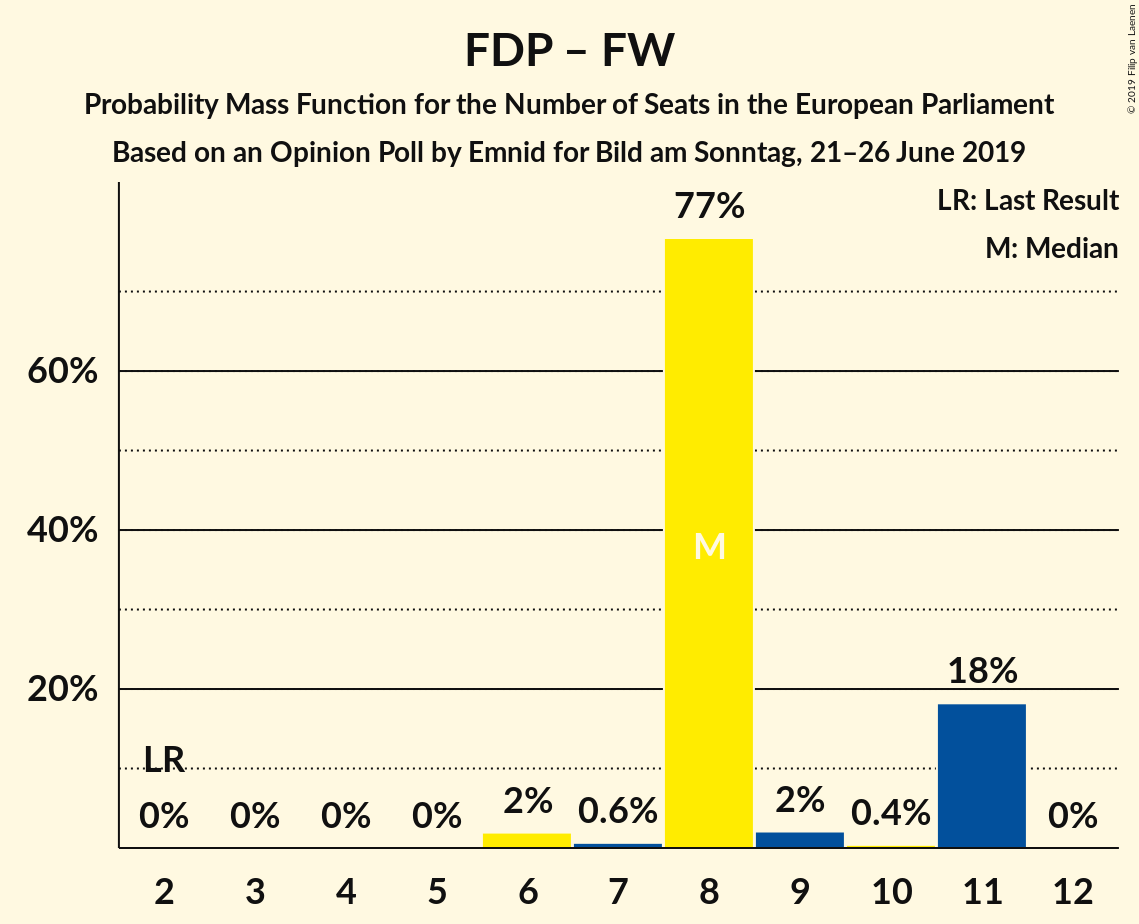 FDP – FW
Probability Mass Function for the Number of Seats in the European Parliament
Based on an Opinion Poll by Emnid for Bild am Sonntag, 21–26 June 2019
© 2019 Filip van Laenen
LR: Last Result
M: Median
77%
60%
40%
M
20%
18%
LR
0% 0% 0% 0% 2% 0.6% 2% 0.4% 0%
2 3 4 5 6 7 8 9 10 11 12